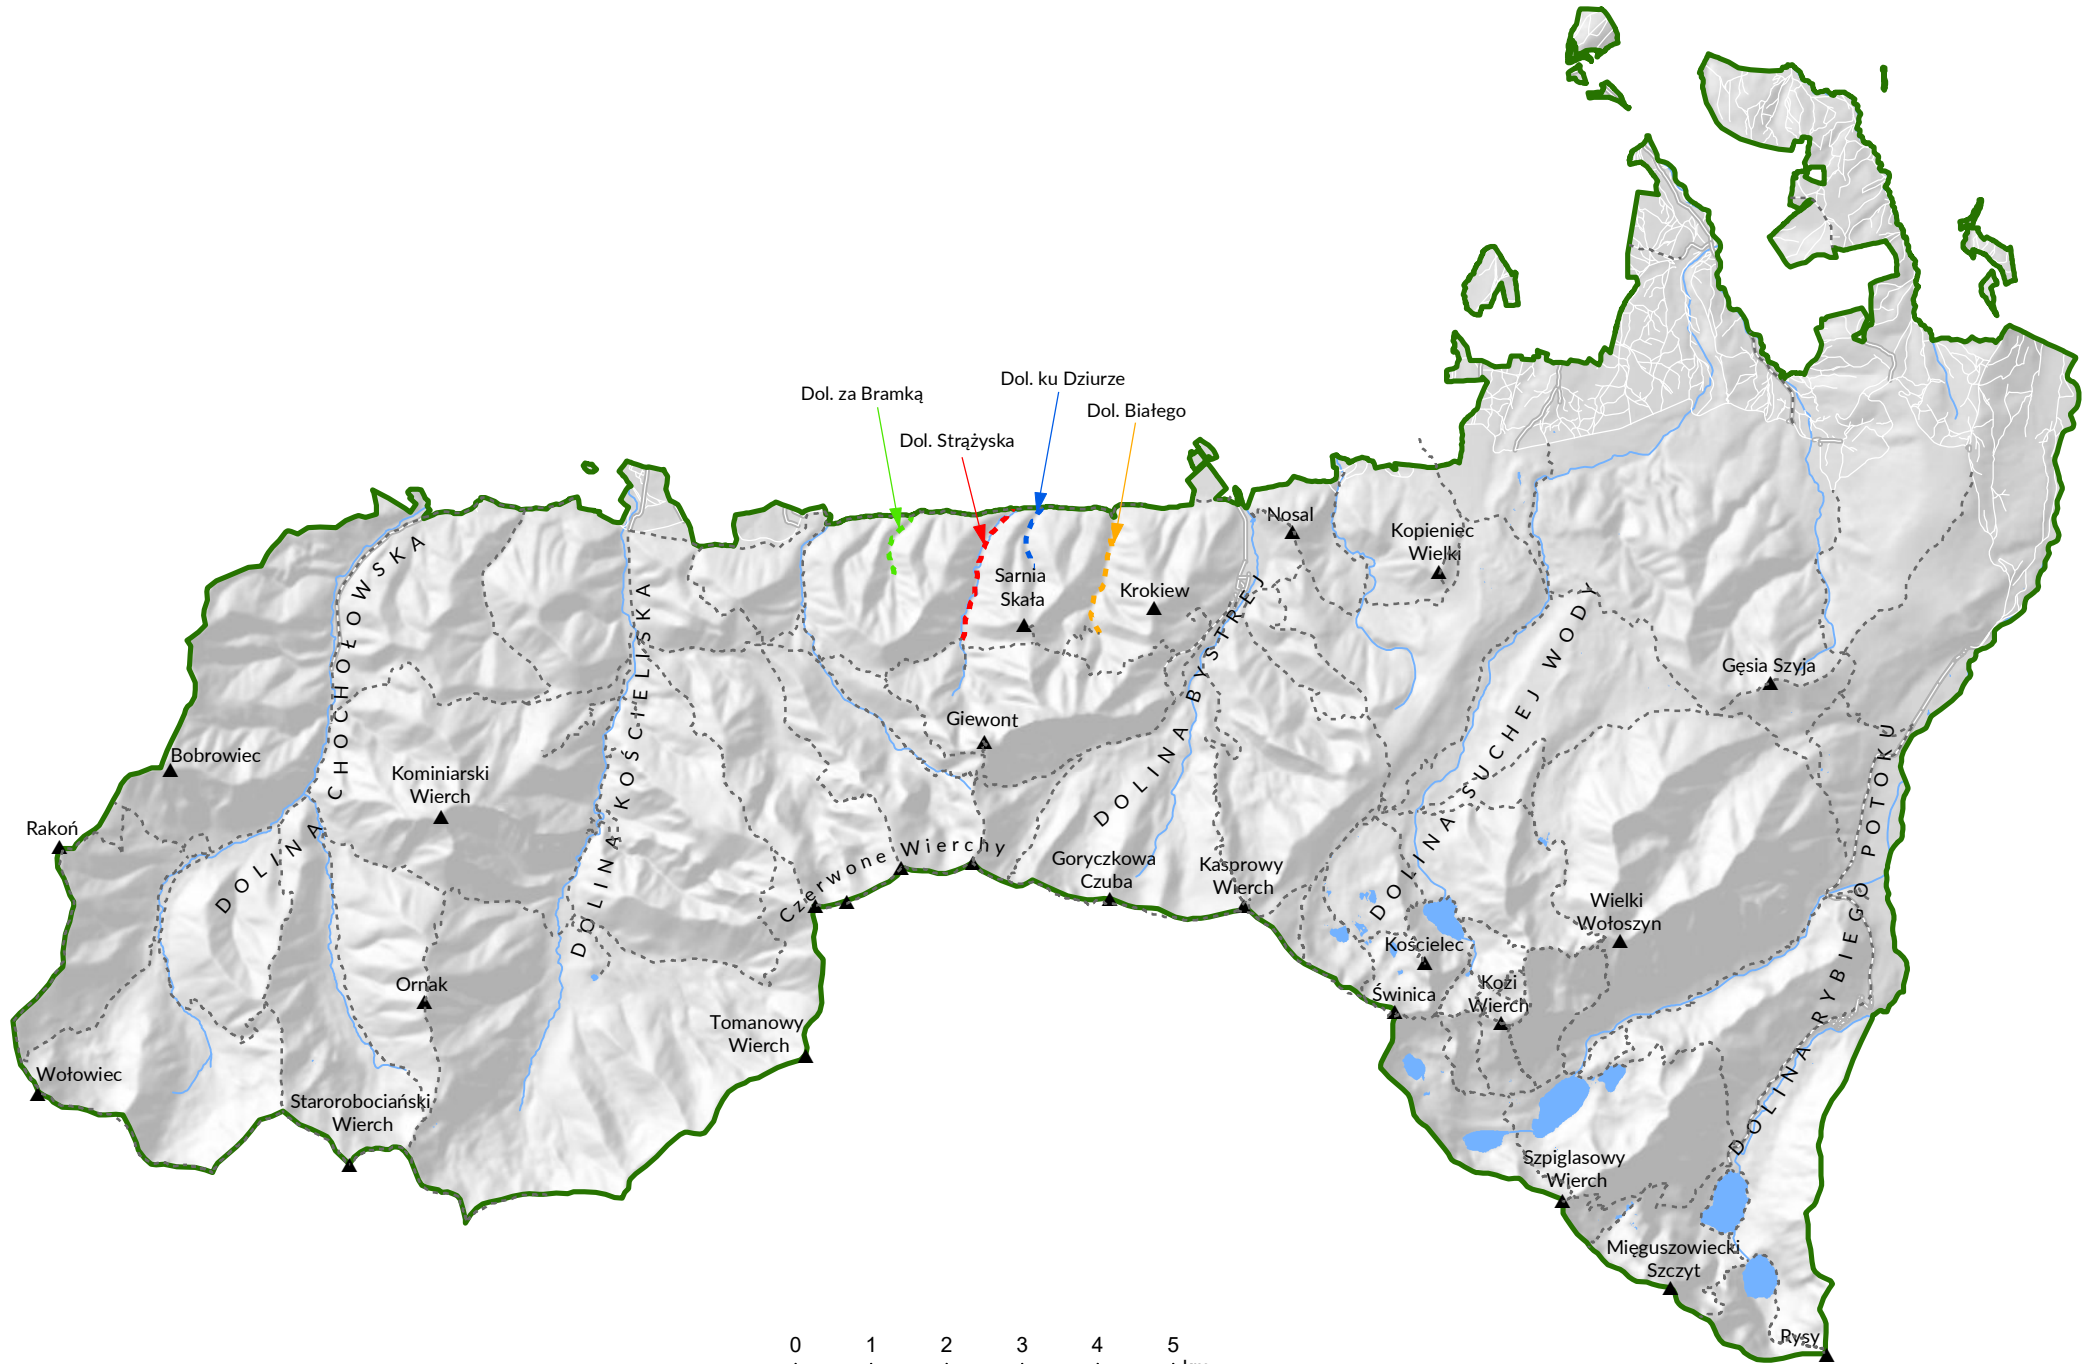 Dol. ku Dziurze
Dol. za Bramką
Dol. Białego
Dol. Strążyska
Nosal
Kopieniec
Wielki
Sarnia
Skała
Krokiew
DOLINA CHOCHOŁOWSKA
DOLINA KOŚCIELISKA
DOLINA BYSTREJ
DOLINA SUCHEJ WODY
Gęsia Szyja
Giewont
Bobrowiec
Kominiarski
Wierch
Rakoń
Czerwone Wierchy
Goryczkowa
Czuba
Kasprowy
Wierch
DOLINA RYBIEGO POTOKU
Wielki
Wołoszyn
Kościelec
Ornak
Świnica
Kozi
Wierch
Tomanowy
Wierch
Wołowiec
Starorobociański
Wierch
Szpiglasowy
Wierch
Mięguszowiecki
Szczyt
Rysy
0 1 2 3 4 5